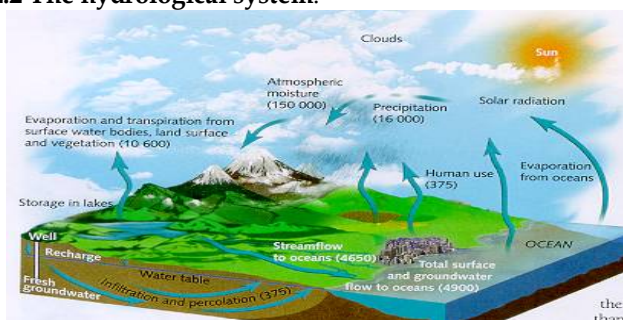 .2 The hydrological system.
Clouds
Sun
Atmospheric
moisture
(150 000)
Precipitation
(16 000)
Solar radiation
Evaporation and transpiration from
surface water bodies, land surface
and vegetation (10 600)
Human use
(375)
Evaporation
from oceans
Storage in lakes
Well
Recharge
Water table
Fresh
groundwater
Infiltration and percolation (375)
Streamflow
to oceans (4650)
Total surface
and groundwater
flow to oceans (4900)
OCEAN
the
than